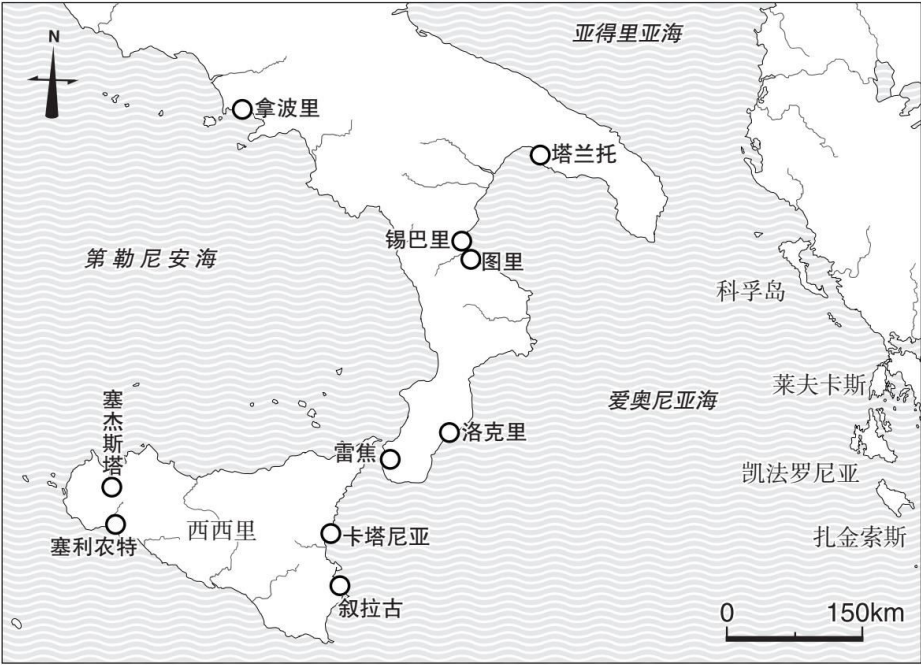 亚得里亚海
N
拿波里
塔兰托
锡巴里
图里
第勒尼安海
科孚岛
莱夫卡斯
爱奥尼亚海
塞杰斯塔
洛克里
雷焦
凯法罗尼亚
西西里
卡塔尼亚
扎金索斯
塞利农特
叙拉古
0 150km